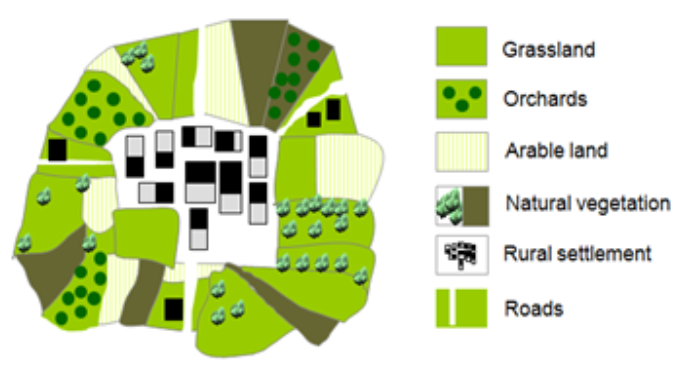 Grassland
Orchards
Arable land
Natural vegetation
Rural settlement
Roads